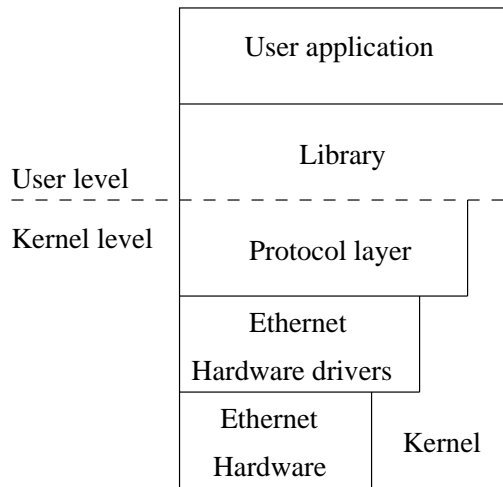 User application
Library
User level
Kernel level
Protocol layer
Ethernet
Hardware drivers
Ethernet
Kernel
Hardware